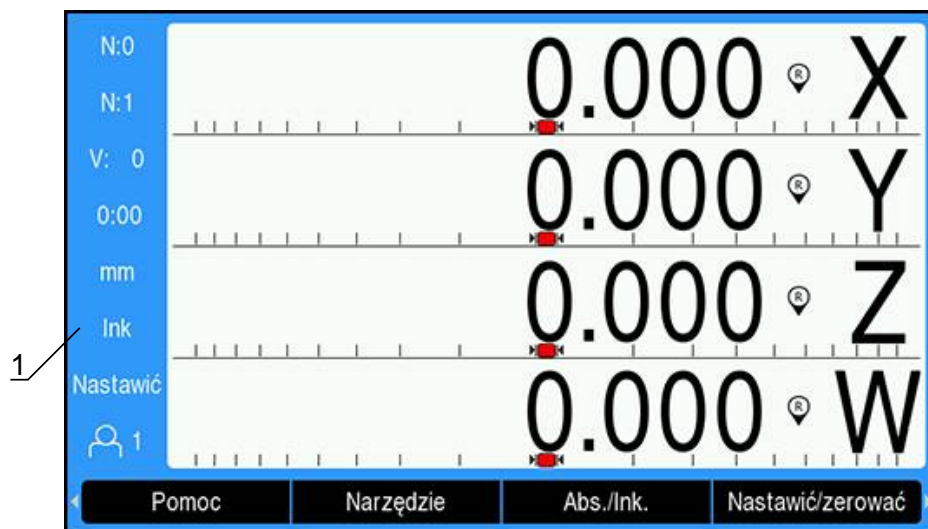 N:0
N:1
V: 0
0:00
mm
Ink
Nastawić
1
1
0.000 R X
0.000 R Y
0.000 R Z
0.000 R W
Pomoc Narzędzie Abs./Ink. Nastawić/zerować